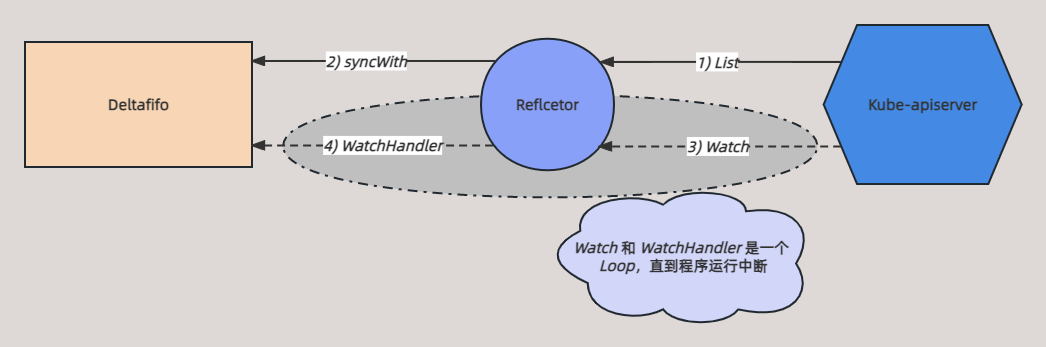 2) syncWith
1) List
Deltafifo
Reflcetor
Kube-apiserver
4) WatchHandler
3) Watch
Watch 和 WatchHandler 是一个
Loop，直到程序运行中断